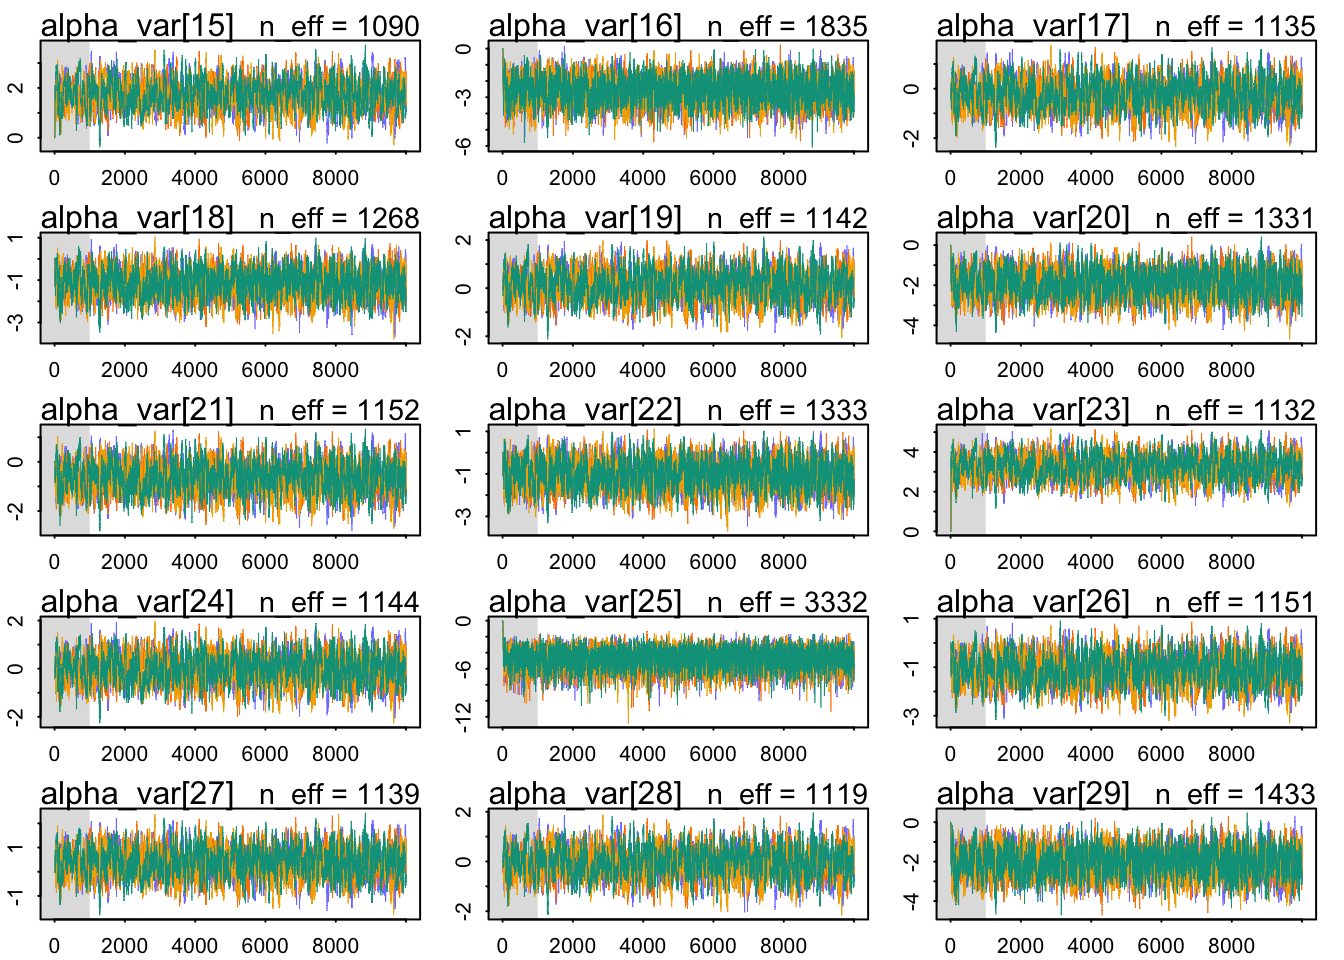 alpha_var[15] n_eff = 1090 alpha_var[16] n_eff = 1835 alpha_var[17] n_eff = 1135
2 0 0 -3 -6 0 -2
0 2000 4000 6000 8000 0 2000 4000 6000 8000 0 2000 4000 6000 8000
alpha_var[18] n_eff = 1268 alpha_var[19] n_eff = 1142 alpha_var[20] n_eff = 1331
1 -1 -3 2 0 -2 0 -2 -4
0 2000 4000 6000 8000 0 2000 4000 6000 8000 0 2000 4000 6000 8000
alpha_var[21] n_eff = 1152 alpha_var[22] n_eff = 1333 alpha_var[23] n_eff = 1132
0 -2 1 -1 -3 4 2 0
0 2000 4000 6000 8000 0 2000 4000 6000 8000 0 2000 4000 6000 8000
alpha_var[24] n_eff = 1144 alpha_var[25] n_eff = 3332 alpha_var[26] n_eff = 1151
2 0 -2 0 -6 -12 1 -1 -3
0 2000 4000 6000 8000 0 2000 4000 6000 8000 0 2000 4000 6000 8000
alpha_var[27] n_eff = 1139 alpha_var[28] n_eff = 1119 alpha_var[29] n_eff = 1433
1 -1 2 0 -2 0 -2 -4
0 2000 4000 6000 8000 0 2000 4000 6000 8000 0 2000 4000 6000 8000